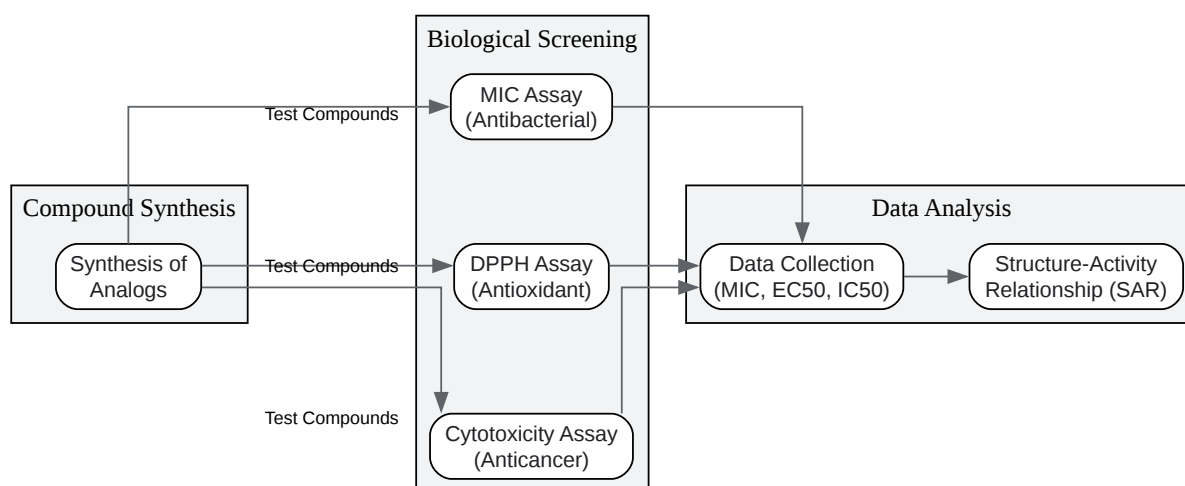 Biological Screening
MIC Assay
(Antibacterial)
Test Compounds
Compound Synthesis
Synthesis of
Analogs
Test Compounds
DPPH Assay
(Antioxidant)
Data Analysis
Data Collection
(MIC, EC50, IC50)
Structure-Activity
Relationship (SAR)
Test Compounds
Cytotoxicity Assay
(Anticancer)